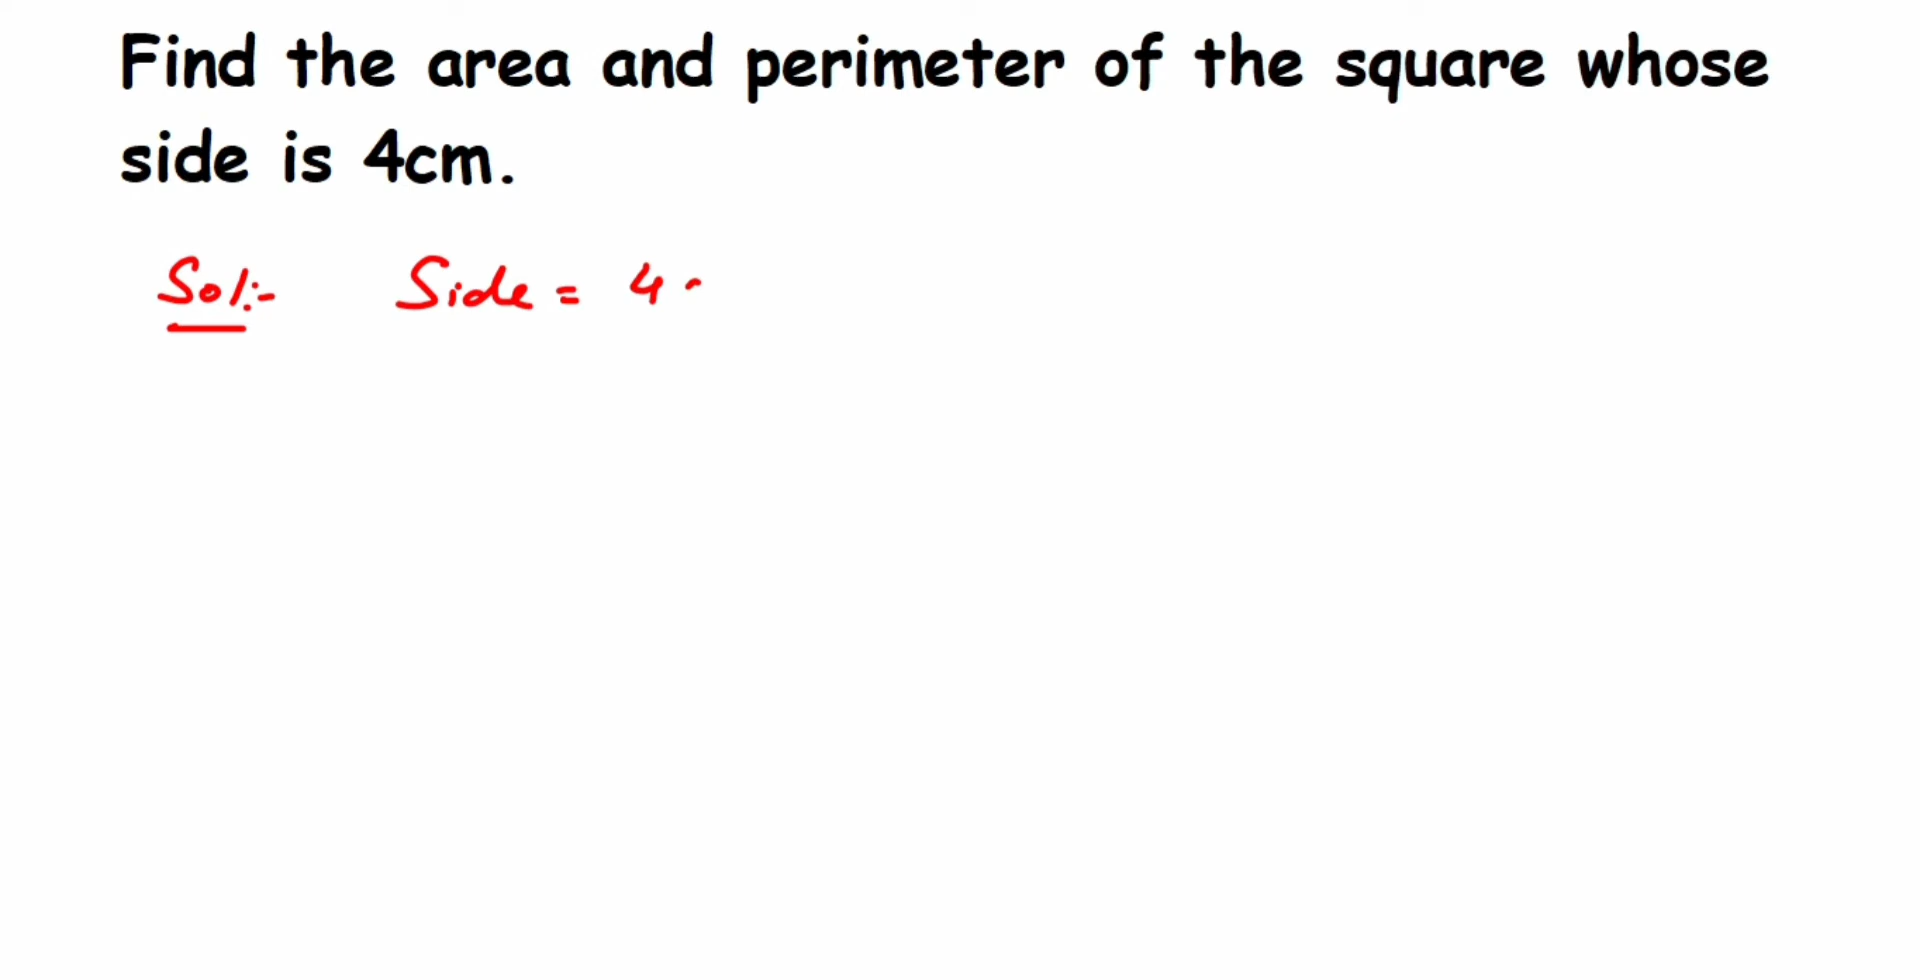 Find the area and perimeter of the square whose
side is 4cm.
Sol:- Side = 4